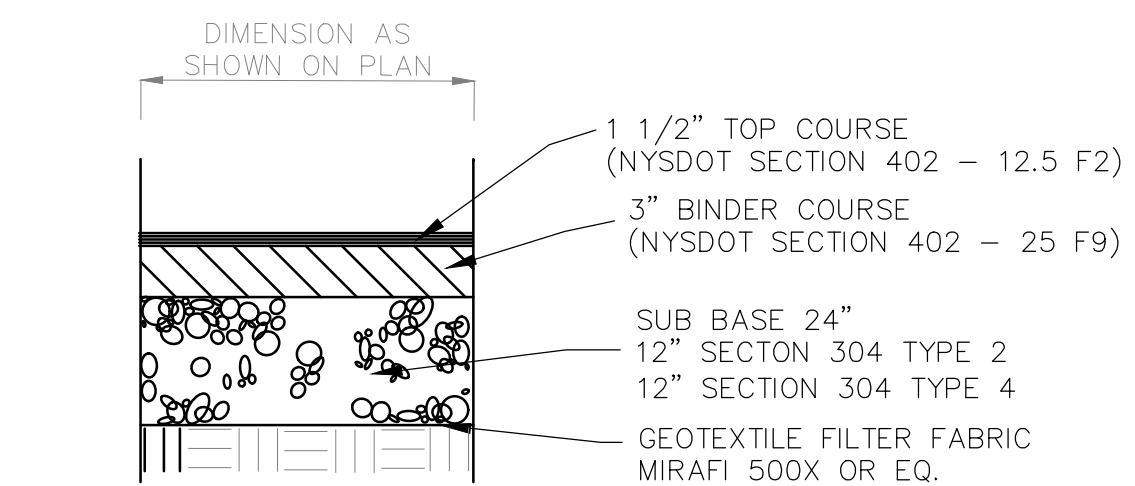 DIMENSION AS
SHOWN ON PLAN
1 1/2" TOP COURSE
(NYSDOT SECTION 402 – 12.5 F2)
3" BINDER COURSE
(NYSDOT SECTION 402 – 25 F9)
SUB BASE 24"
12" SECTON 304 TYPE 2
12" SECTION 304 TYPE 4
GEOTEXTILE FILTER FABRIC
MIRAFI 500X OR EQ.